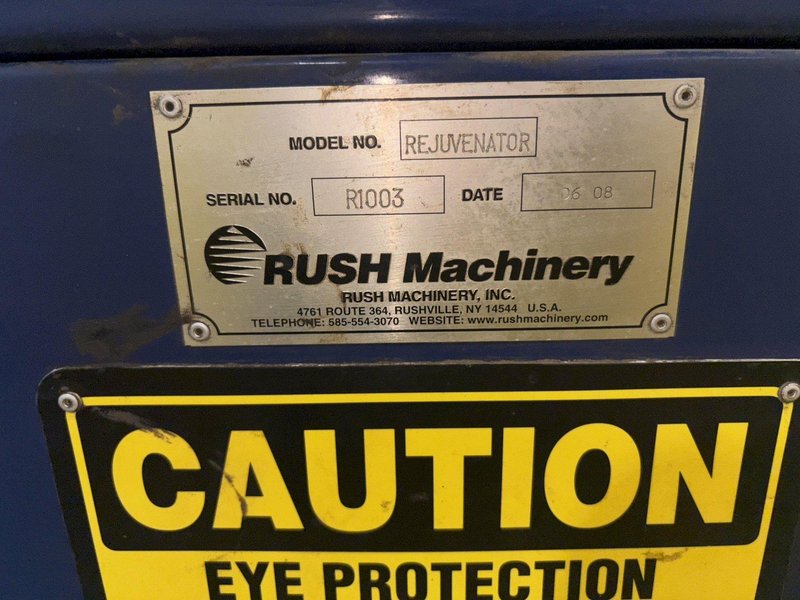 MODEL NO. REJUVENATOR
SERIAL NO. R1003 DATE 06 08
RUSH Machinery
RUSH MACHINERY, INC.
4761 ROUTE 364, RUSHVILLE, NY 14544 U.S.A.
TELEPHONE: 585-554-3070 WEBSITE: www.rushmachinery.com
CAUTION
EYE PROTECTION